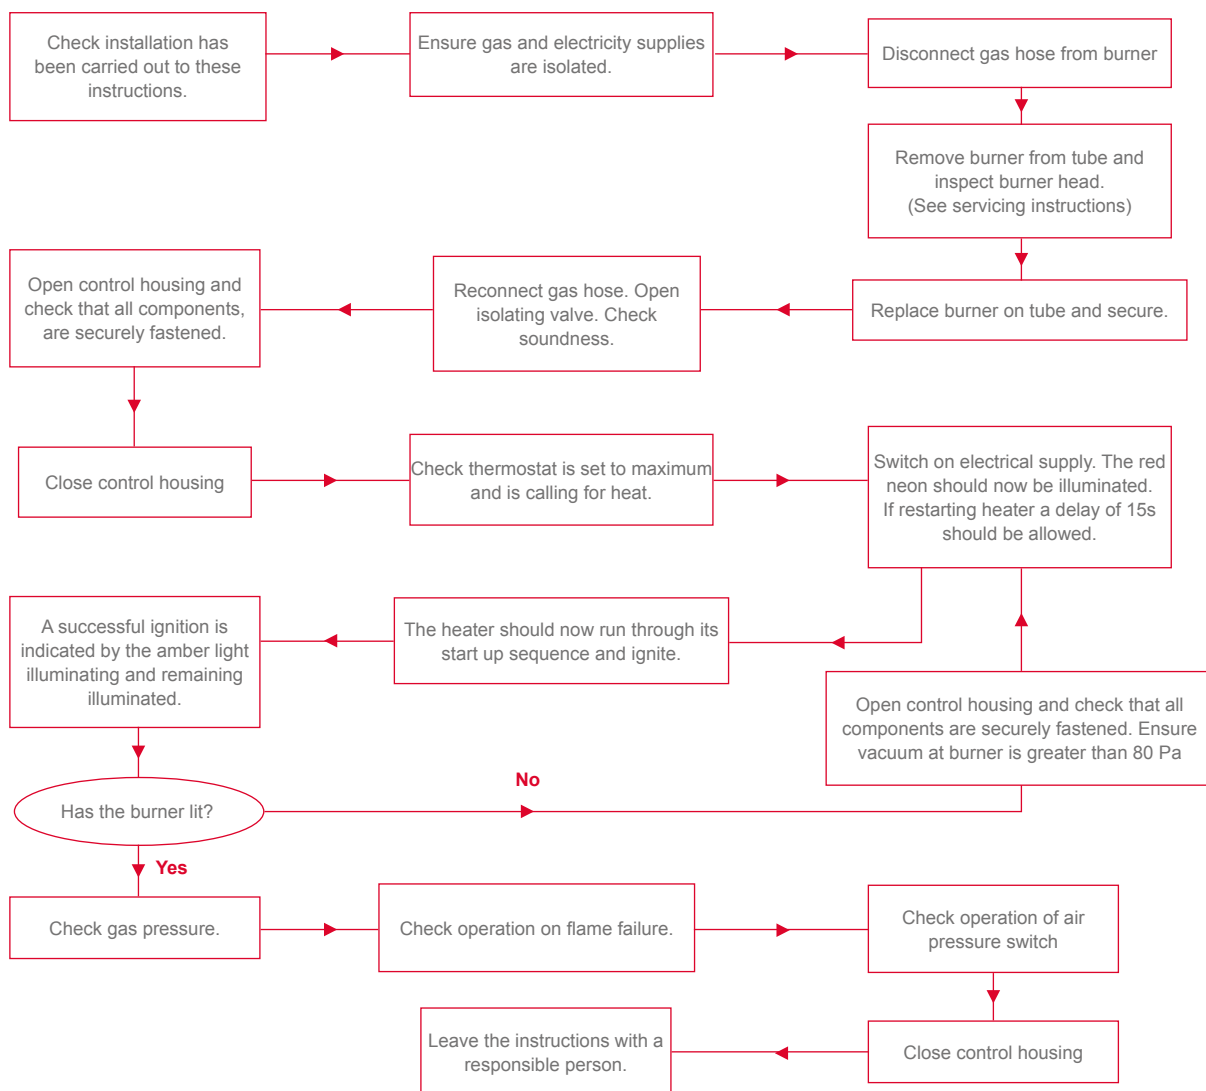 Check installation has
been carried out to these
instructions.
Ensure gas and electricity supplies
are isolated.
Disconnect gas hose from burner
Remove burner from tube and
inspect burner head.
(See servicing instructions)
Replace burner on tube and secure.
Reconnect gas hose. Open
isolating valve. Check
soundness.
Open control housing and
check that all components,
are securely fastened.
Close control housing
Check thermostat is set to maximum
and is calling for heat.
Switch on electrical supply. The red
neon should now be illuminated.
If restarting heater a delay of 15s
should be allowed.
The heater should now run through its
start up sequence and ignite.
A successful ignition is
indicated by the amber light
illuminating and remaining
illuminated.
Has the burner lit?
No
Open control housing and check that all
components are securely fastened. Ensure
vacuum at burner is greater than 80 Pa
Yes
Check gas pressure.
Check operation on flame failure.
Check operation of air
pressure switch
Close control housing
Leave the instructions with a
responsible person.